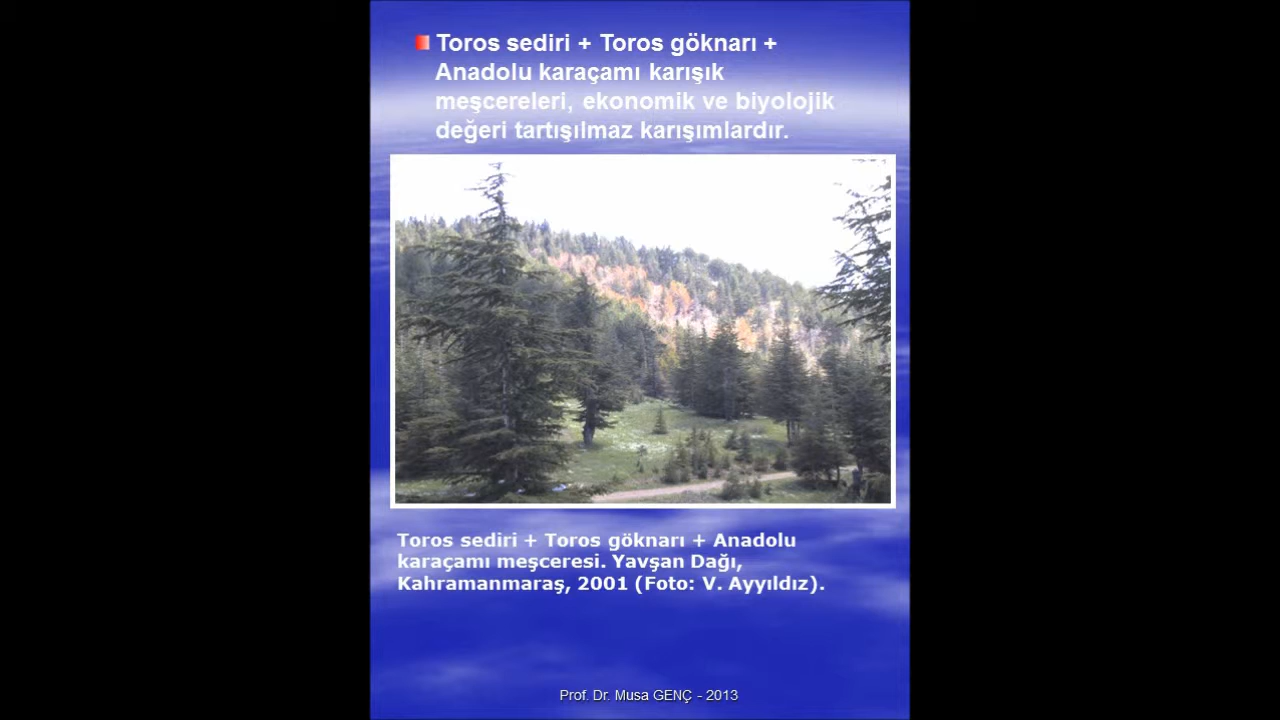 Toros sediri + Toros göknarı +
Anadolu karaçamı karışık
meşcereleri, ekonomik ve biyolojik
değeri tartışılmaz karışımlardır.
Toros sediri + Toros göknarı + Anadolu
karaçamı meşceresi. Yavşan Dağı,
Kahramanmaraş, 2001 (Foto: V. Ayyıldız).
Prof. Dr. Musa GENÇ - 2013